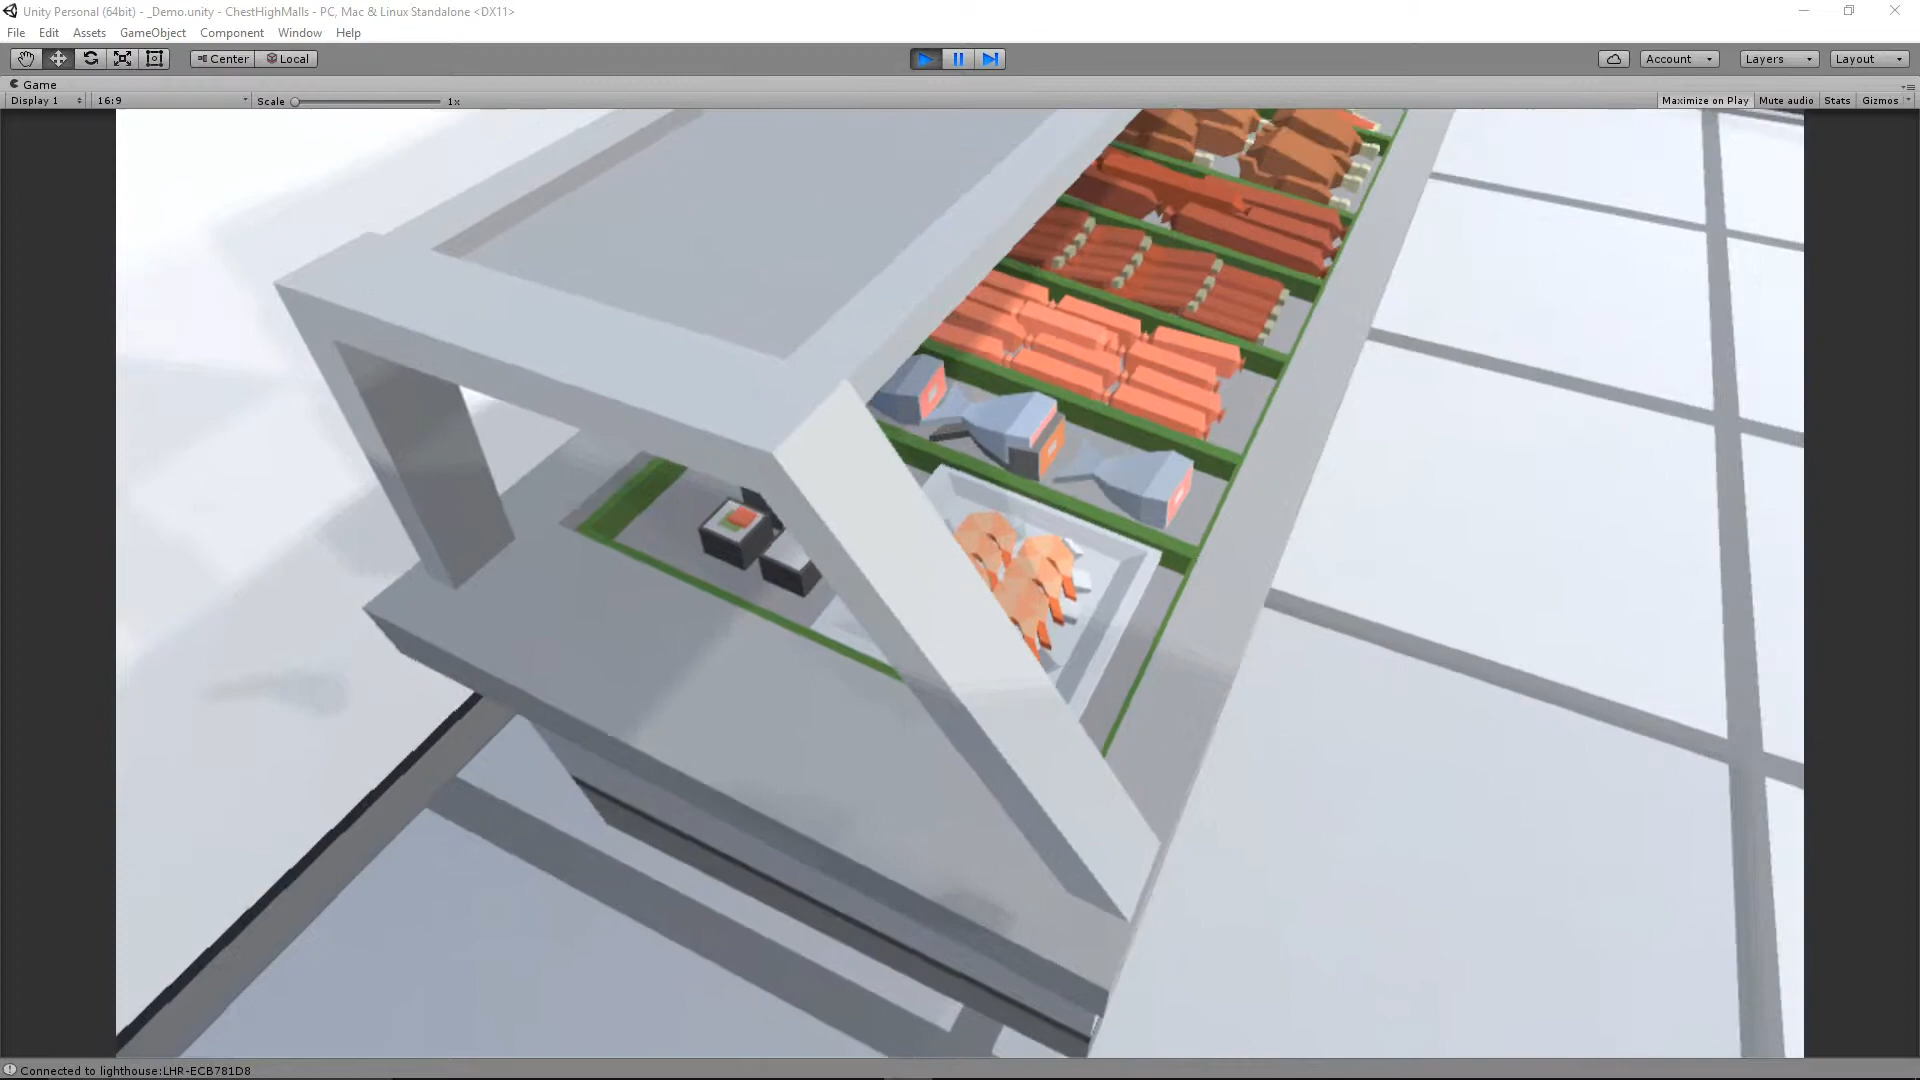 Unity Personal (64bit) - _Demo.unity - ChestHighMalls - PC, Mac & Linux Standalone <DX11>
File Edit Assets GameObject Component Window Help
Center Local Account Layers Layout
Game
Display 1 16:9 Scale 1x Maximize on Play Mute audio Stats Gizmos
Connected to lighthouse:LHR-ECB781D8